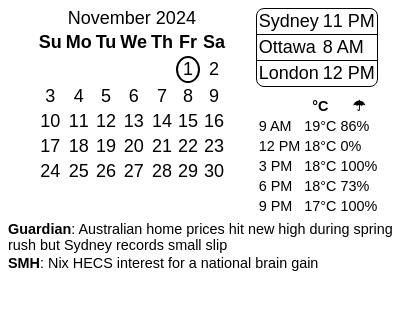 November 2024
Su Mo Tu We Th Fr Sa
1 2
3 4 5 6 7 8 9
10 11 12 13 14 15 16
17 18 19 20 21 22 23
24 25 26 27 28 29 30
Sydney 11 PM
Ottawa 8 AM
London 12 PM
°C ☂
9 AM 19°C 86%
12 PM 18°C 0%
3 PM 18°C 100%
6 PM 18°C 73%
9 PM 17°C 100%
Guardian: Australian home prices hit new high during spring
rush but Sydney records small slip
SMH: Nix HECS interest for a national brain gain